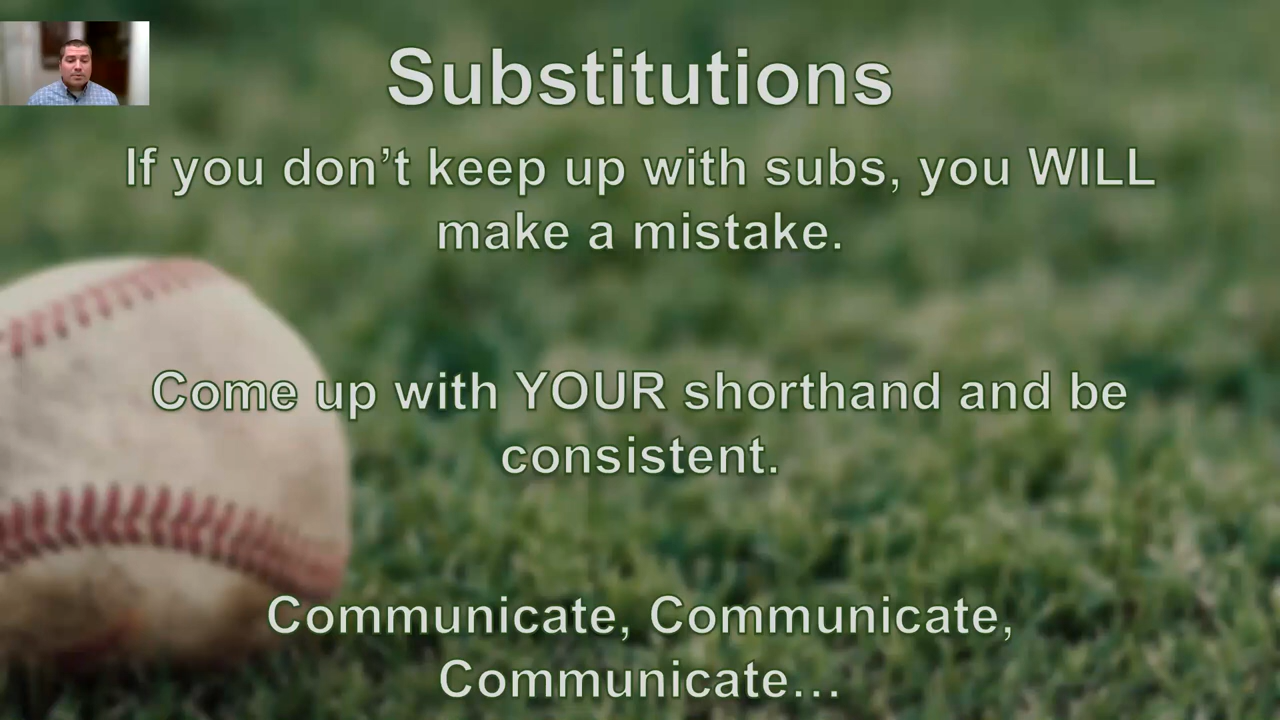 Substitutions
If you don’t keep up with subs, you WILL
make a mistake.
Come up with YOUR shorthand and be
consistent.
Communicate, Communicate,
Communicate…